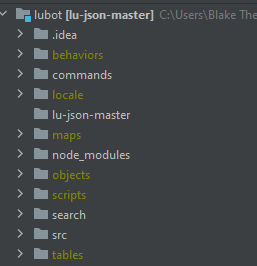 lubot [lu-json-master] C:\Users\Blake The
.idea
behaviors
commands
locale
lu-json-master
maps
node_modules
objects
scripts
search
src
tables